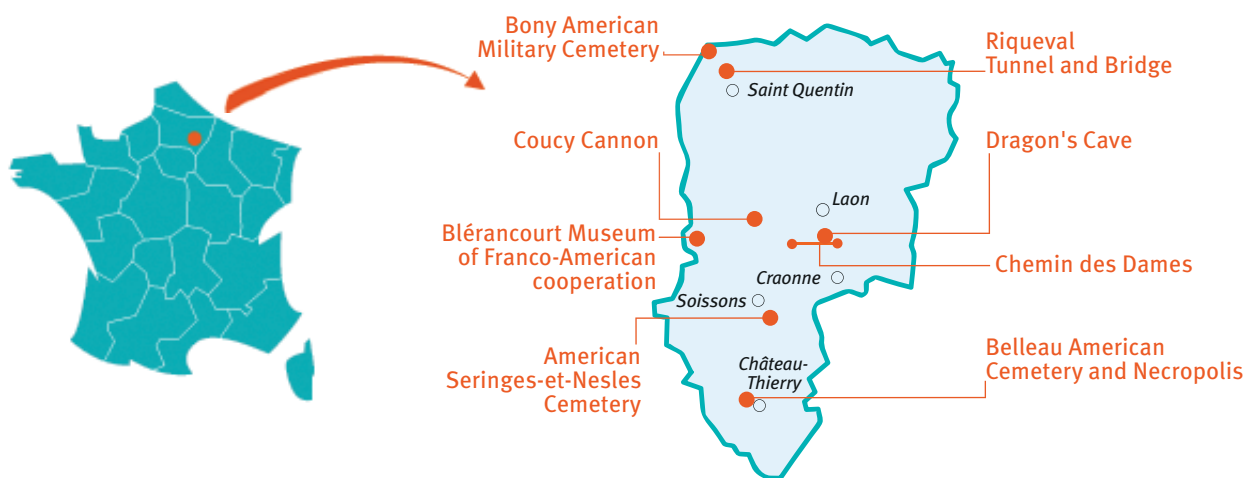 Bony American
Military Cemetery
Riqueval
Tunnel and Bridge
Saint Quentin
Coucy Cannon
Dragon's Cave
Laon
Blérancourt Museum
of Franco-American
cooperation
Chemin des Dames
Craonne
Soissons
American
Seringes-et-Nesles
Cemetery
Château-
Thierry
Belleau American
Cemetery and Necropolis